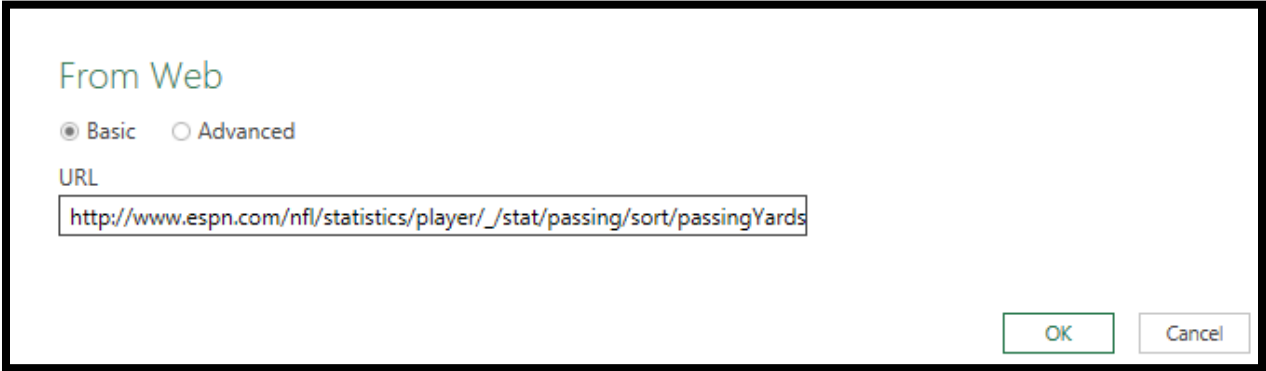 From Web
Basic Advanced
URL
http://www.espn.com/nfl/statistics/player/_/stat/passing/sort/passingYards
OK Cancel